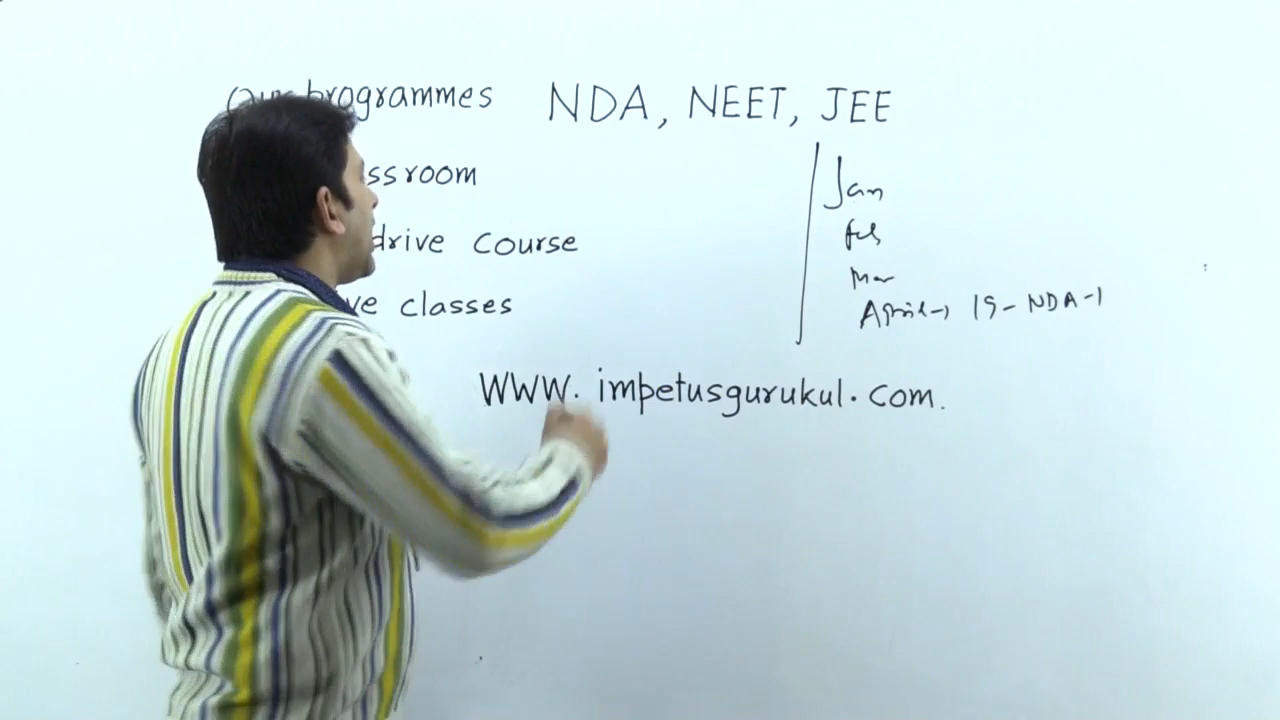 Our programmes NDA, NEET, JEE
ssroom
drive course
ve classes
Jan
feb
Mar
April → 19 - NDA - 1
www. impetusgurukul. com.